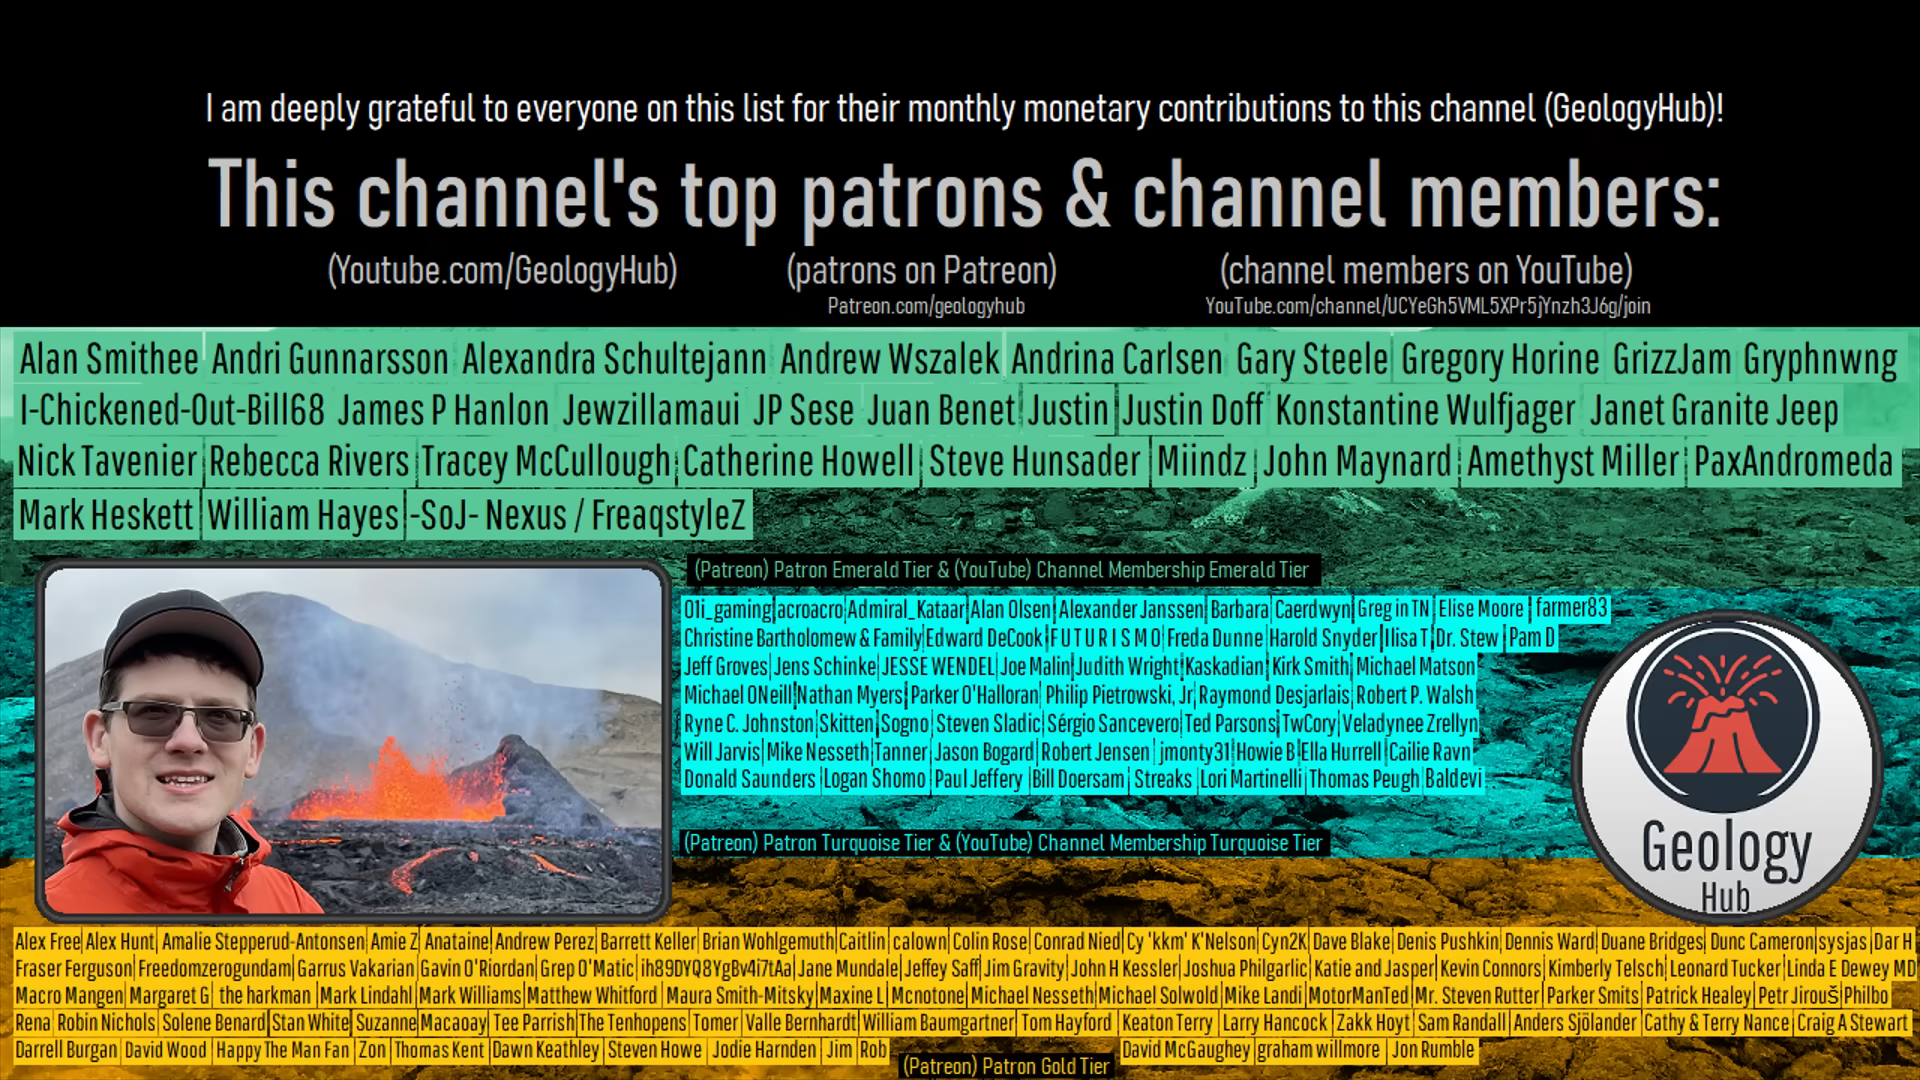 I am deeply grateful to everyone on this list for their monthly monetary contributions to this channel (GeologyHub)!
This channel's top patrons & channel members:
(Youtube.com/GeologyHub) (patrons on Patreon) (channel members on YouTube)
Patreon.com/geologyhub YouTube.com/channel/UCYeGh5VML5XPr5jYnzh3J6g/join
Alan Smithee Andri Gunnarsson Alexandra Schultejann Andrew Wszalek Andrina Carlsen Gary Steele Gregory Horine GrizzJam Gryphnwng
I-Chickened-Out-Bill68 James P Hanlon Jewzillamaui JP Sese Juan Benet Justin Justin Doff Konstantine Wulfjager Janet Granite Jeep
Nick Tavenier Rebecca Rivers Tracey McCullough Catherine Howell Steve Hunsader Miindz John Maynard Amethyst Miller PaxAndromeda
Mark Heskett William Hayes -SoJ- Nexus / FreaqstyleZ
(Patreon) Patron Emerald Tier & (YouTube) Channel Membership Emerald Tier
01i_gaming acroacro Admiral_Kataar Alan Olsen Alexander Janssen Barbara Caerdwyn Greg in TN Elise Moore farmer83
Christine Bartholomew & Family Edward DeCook F U T U R I S M O Freda Dunne Harold Snyder Ilisa T Dr. Stew Pam D
Jeff Groves Jens Schinke JESSE WENDEL Joe Malin Judith Wright Kaskadian Kirk Smith Michael Matson
Michael ONeill Nathan Myers Parker O'Halloran Philip Pietrowski, Jr Raymond Desjarlais Robert P. Walsh
Ryne C. Johnston Skitten Sogno Steven Sladic Sérgio Sancevero Ted Parsons TwCory Veladynee Zrellyn
Will Jarvis Mike Nesseth Tanner Jason Bogard Robert Jensen jmonty31 Howie B Ella Hurrell Cailie Ravn
Donald Saunders Logan Shomo Paul Jeffery Bill Doersam Streaks Lori Martinelli Thomas Peugh Baldevi
(Patreon) Patron Turquoise Tier & (YouTube) Channel Membership Turquoise Tier
Geology
Hub
Alex Free Alex Hunt Amalie Stepperud-Antonsen Amie Z Anataine Andrew Perez Barrett Keller Brian Wohlgemuth Caitlin calown Colin Rose Conrad Nied Cy 'kkm' K'Nelson Cyn2K Dave Blake Denis Pushkin Dennis Ward Duane Bridges Dunc Cameron sysjas Dar H
Fraser Ferguson Freedomzerogundam Garrus Vakarian Gavin O'Riordan Grep O'Matic ih89DYQ8YgBv4i7tAa Jane Mundale Jeffey Saff Jim Gravity John H Kessler Joshua Philgarlic Katie and Jasper Kevin Connors Kimberly Telsch Leonard Tucker Linda E Dewey MD
Macro Mangen Margaret G the harkman Mark Lindahl Mark Williams Matthew Whitford Maura Smith-Mitsky Maxine L Mcnotone Michael Nesseth Michael Solwold Mike Landi MotorManTed Mr. Steven Rutter Parker Smits Patrick Healey Petr Jirouš Philbo
Rena Robin Nichols Solene Benard Stan White Suzanne Macaoay Tee Parrish The Tenhopens Tomer Valle Bernhardt William Baumgartner Tom Hayford Keaton Terry Larry Hancock Zakk Hoyt Sam Randall Anders Sjölander Cathy & Terry Nance Craig A Stewart
Darrell Burgan David Wood Happy The Man Fan Zon Thomas Kent Dawn Keathley Steven Howe Jodie Harnden Jim Rob David McGaughey graham willmore Jon Rumble
(Patreon) Patron Gold Tier